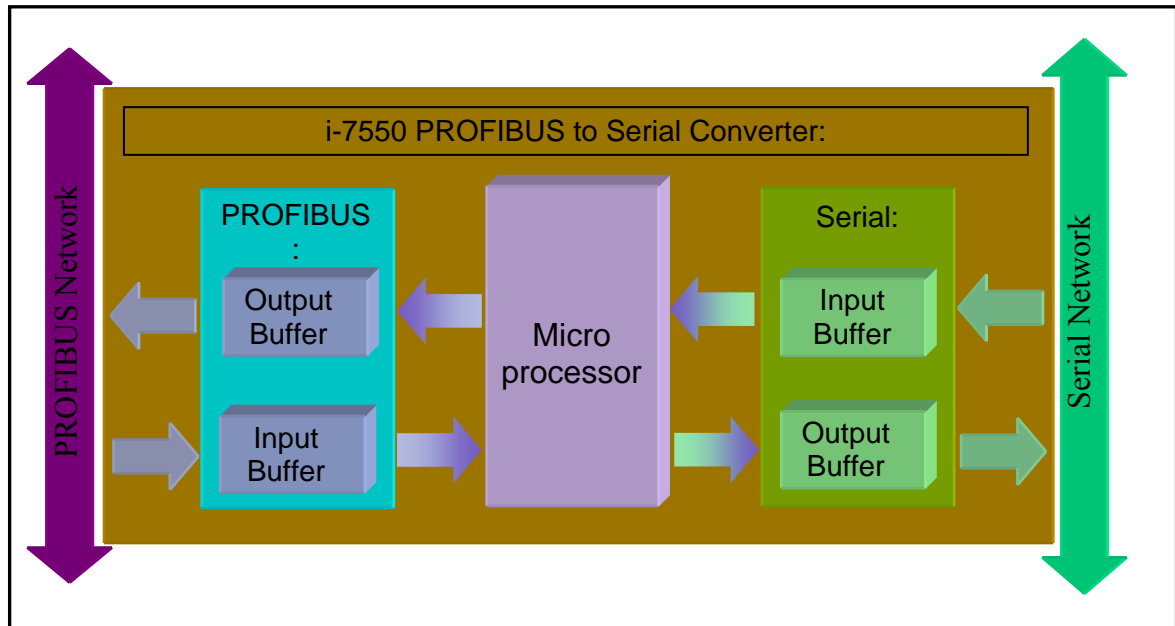 i-7550 PROFIBUS to Serial Converter:
PROFIBUS Network
PROFIBUS
:
Output
Buffer
Input
Buffer
Micro
processor
Serial:
Input
Buffer
Output
Buffer
Serial Network